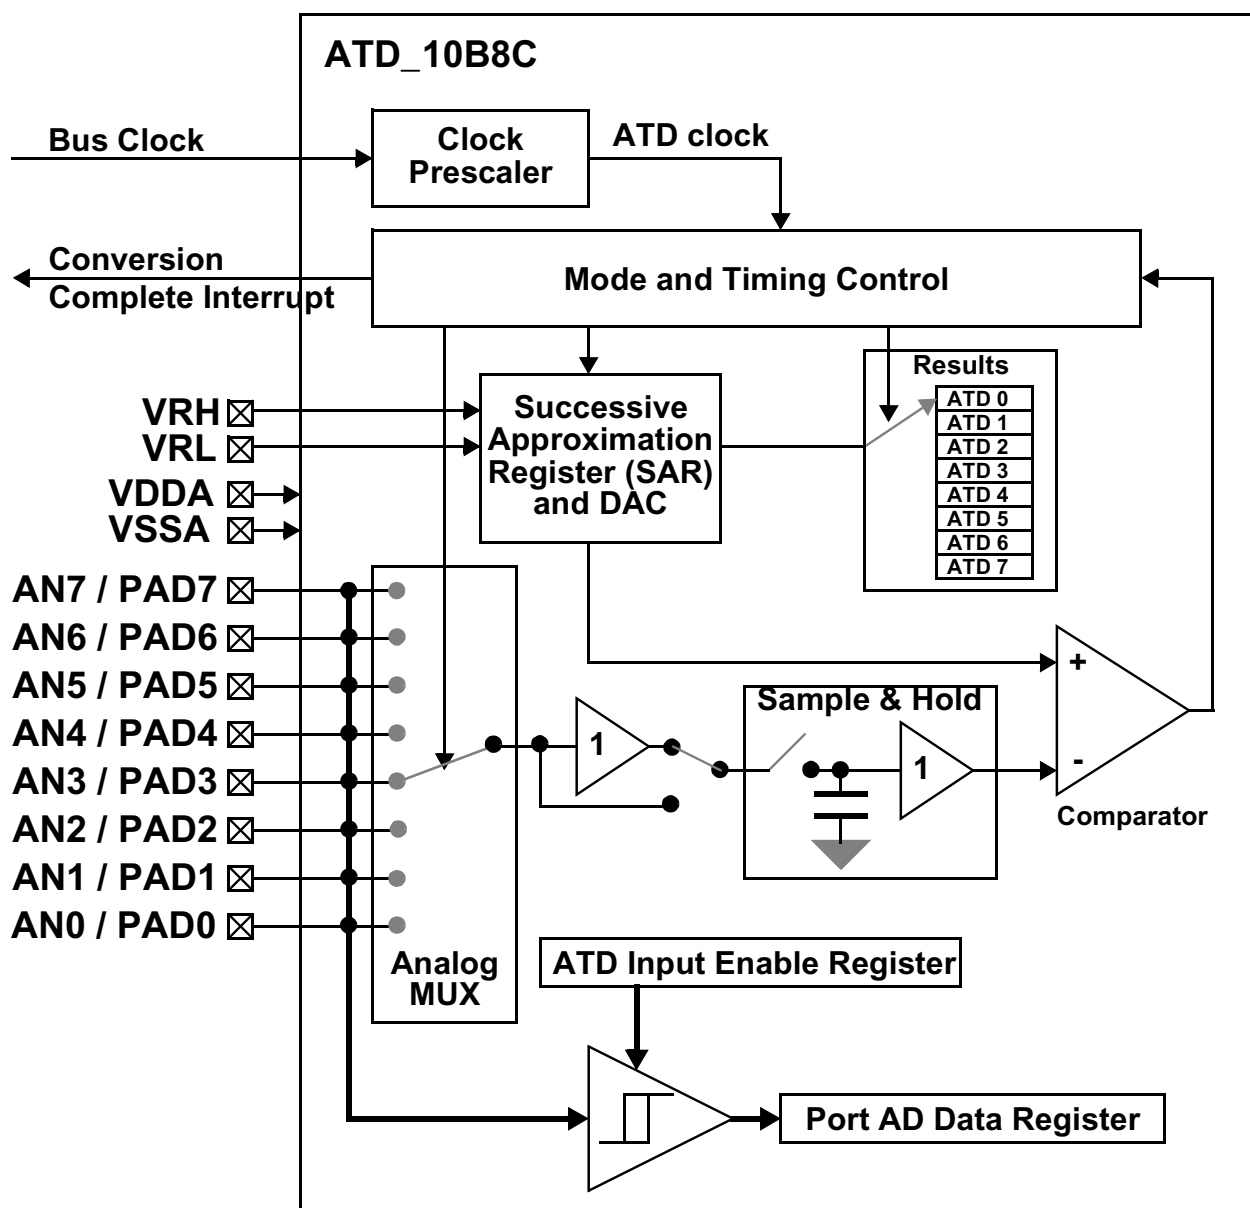 ATD_10B8C
Bus Clock
Clock
Prescaler
ATD clock
Conversion
Complete Interrupt
Mode and Timing Control
Results
ATD 0
ATD 1
ATD 2
ATD 3
ATD 4
ATD 5
ATD 6
ATD 7
Successive
Approximation
Register (SAR)
and DAC
VRH
VRL
VDDA
VSSA
AN7 / PAD7
AN6 / PAD6
AN5 / PAD5
AN4 / PAD4
AN3 / PAD3
AN2 / PAD2
AN1 / PAD1
AN0 / PAD0
Analog
MUX
1
Sample & Hold
1
+
-
Comparator
ATD Input Enable Register
Port AD Data Register